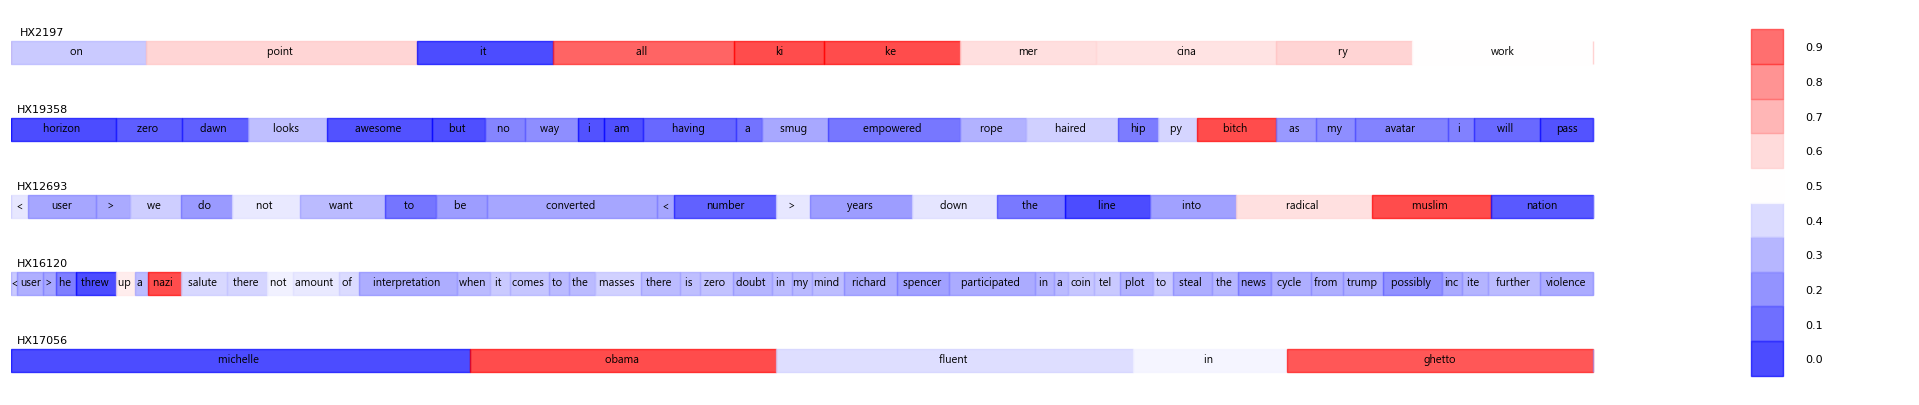 HX2197
on point it all ki ke mer cina ry work
HX19358
horizon zero dawn looks awesome but no way i am having a smug empowered rope haired hip py bitch as my avatar i will pass
HX12693
< user > we do not want to be converted < number > years down the line into radical muslim nation
HX16120
< user > he threw up a nazi salute there not amount of interpretation when it comes to the masses there is zero doubt in my mind richard spencer participated in a coin tel plot to steal the news cycle from trump possibly inc ite further violence
HX17056
michelle obama fluent in ghetto
0.9
0.8
0.7
0.6
0.5
0.4
0.3
0.2
0.1
0.0